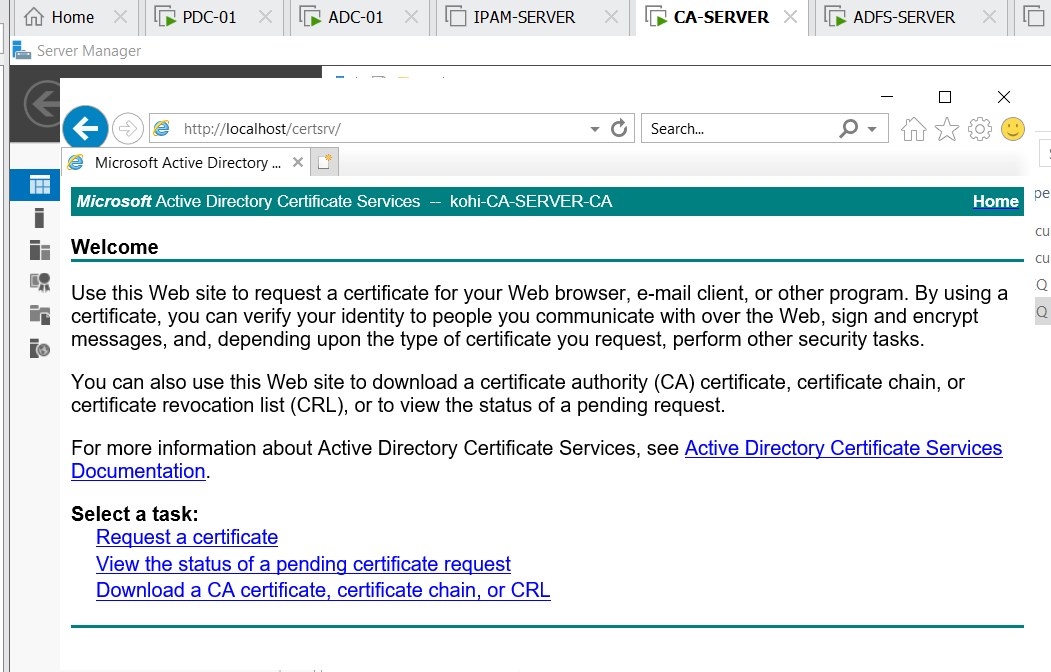 Home
PDC-01
ADC-01
IPAM-SERVER
CA-SERVER
ADFS-SERVER
Server Manager
http://localhost/certsrv/
Search...
Microsoft Active Directory ...
Microsoft Active Directory Certificate Services -- kohi-CA-SERVER-CA
Home
Welcome
Use this Web site to request a certificate for your Web browser, e-mail client, or other program. By using a
certificate, you can verify your identity to people you communicate with over the Web, sign and encrypt
messages, and, depending upon the type of certificate you request, perform other security tasks.
You can also use this Web site to download a certificate authority (CA) certificate, certificate chain, or
certificate revocation list (CRL), or to view the status of a pending request.
For more information about Active Directory Certificate Services, see Active Directory Certificate Services
Documentation.
Select a task:
Request a certificate
View the status of a pending certificate request
Download a CA certificate, certificate chain, or CRL
pe
cu
cu
Q
Q